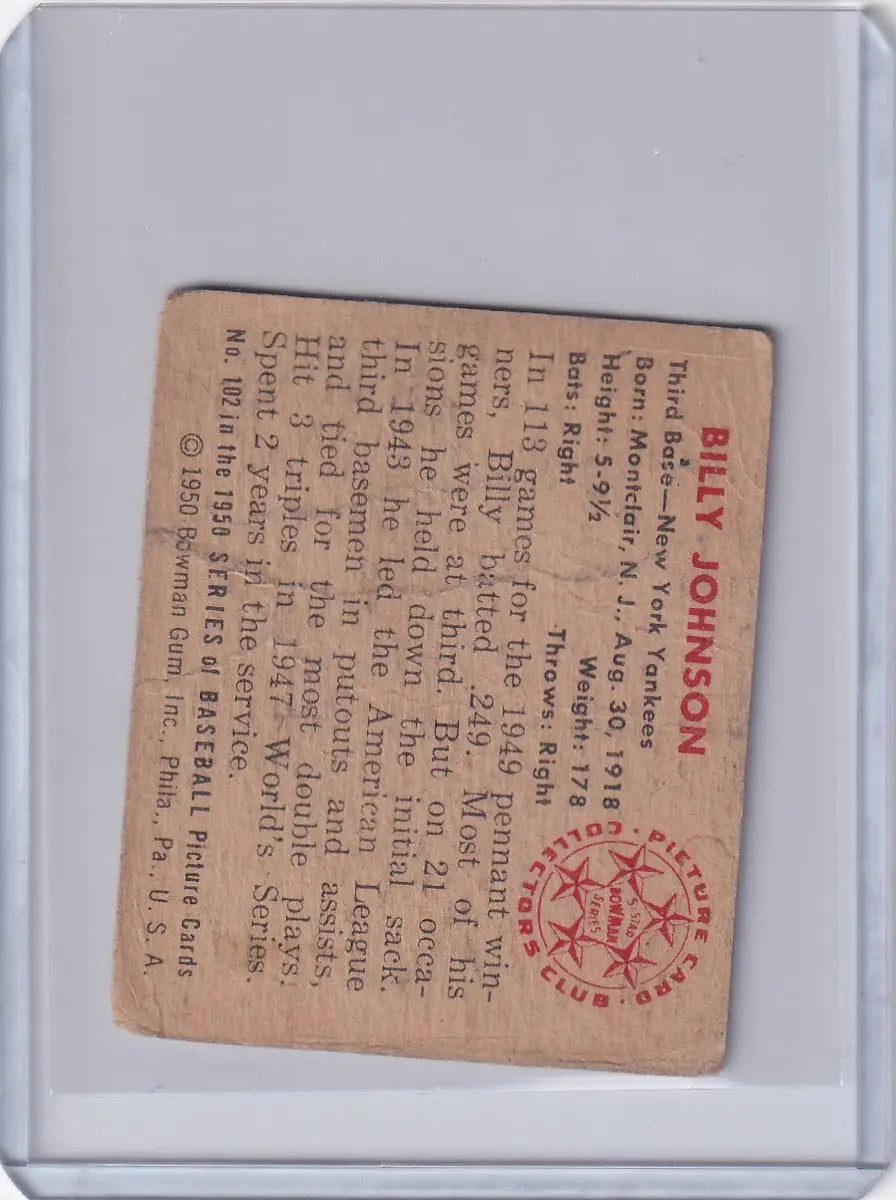 BILLY JOHNSON
Third Base—New York Yankees
Born: Montclair, N. J., Aug. 30, 1918
Height: 5-9½ Weight: 178
Bats: Right Throws: Right
In 113 games for the 1949 pennant win-
ners, Billy batted .249. Most of his
games were at third. But on 21 occa-
sions he held down the initial sack.
In 1943 he led the American League
third basemen in putouts and assists,
and tied for the most double plays.
Hit 3 triples in 1947 World's Series.
Spent 2 years in the service.
No. 102 in the 1950 SERIES of BASEBALL Picture Cards
© 1950 Bowman Gum, Inc., Phila., Pa., U. S. A.
PICTURE CARD · COLLECTORS CLUB ·
5-STAR
BOWMAN
SERIES